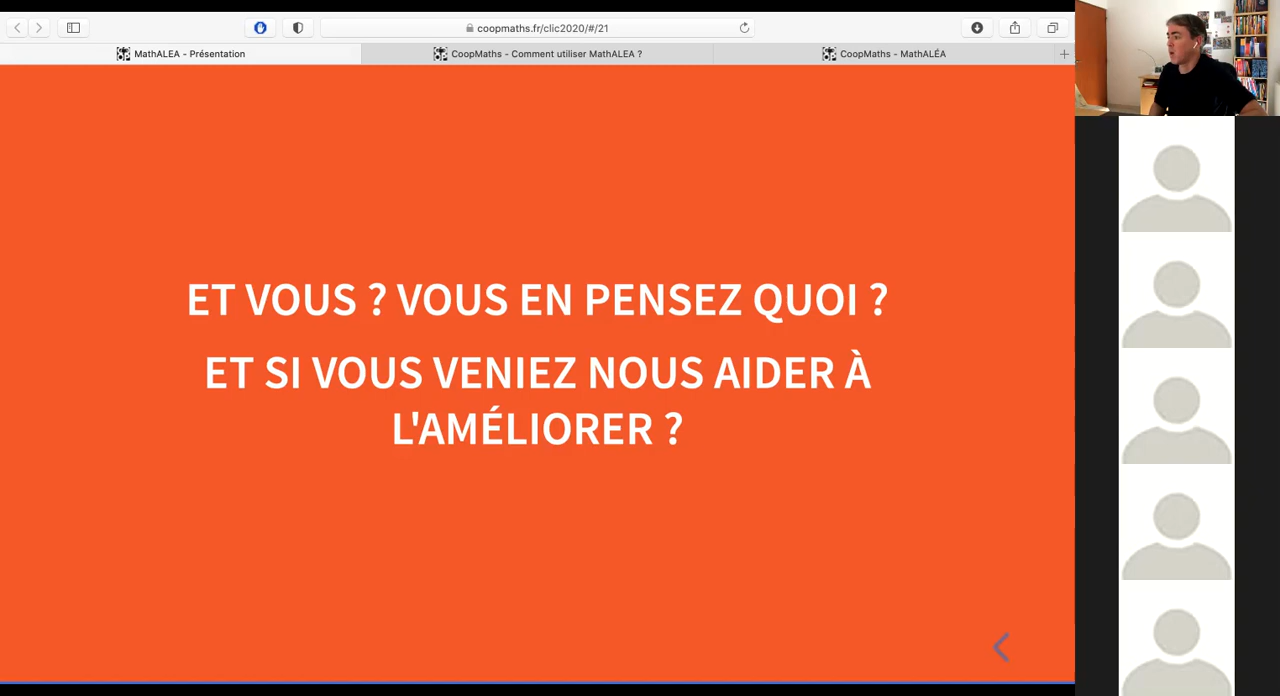 coopmaths.fr/clic2020/#/21
MathALEA - Présentation
CoopMaths - Comment utiliser MathALEA ?
CoopMaths - MathALÉA
ET VOUS ? VOUS EN PENSEZ QUOI ?
ET SI VOUS VENIEZ NOUS AIDER À
L'AMÉLIORER ?